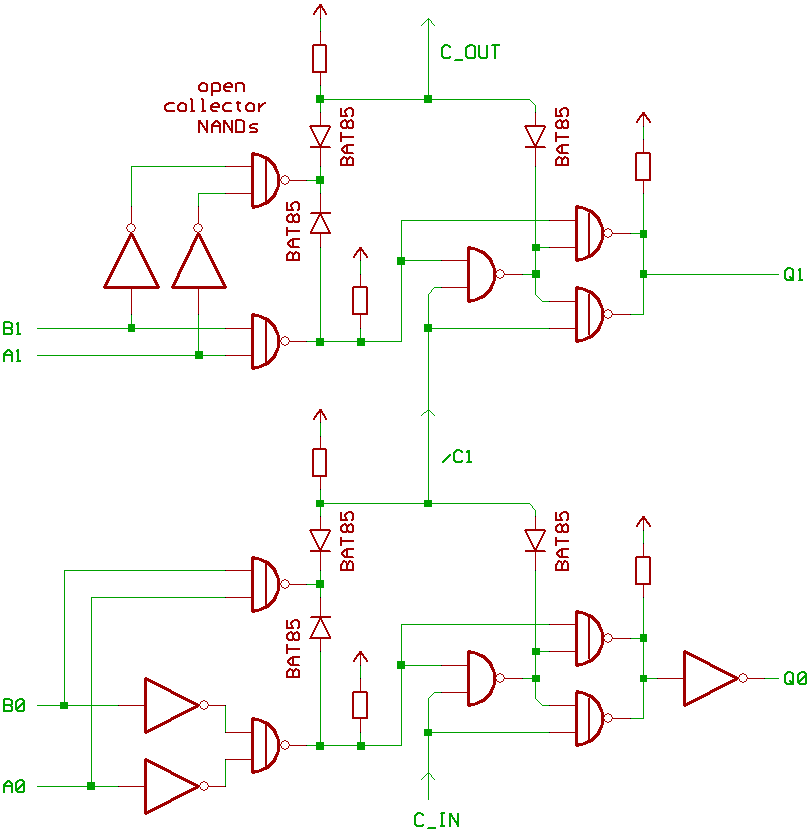 C_OUT
open
collector
NANDs
BAT85
BAT85
BAT85
Q1
B1
A1
/C1
BAT85
BAT85
BAT85
B0
Q0
A0
C_IN